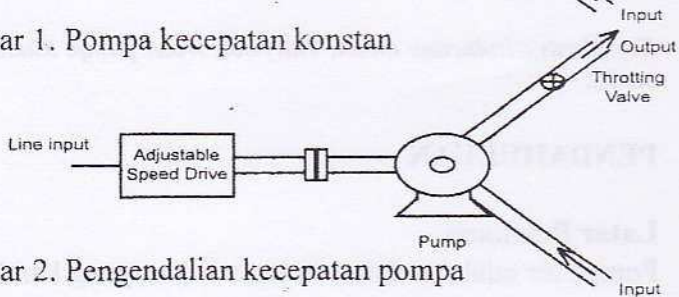 Input
ar 1. Pompa kecepatan konstan
Output
Throtting
Valve
Line input
Adjustable
Speed Drive
Pump
ar 2. Pengendalian kecepatan pompa
Input